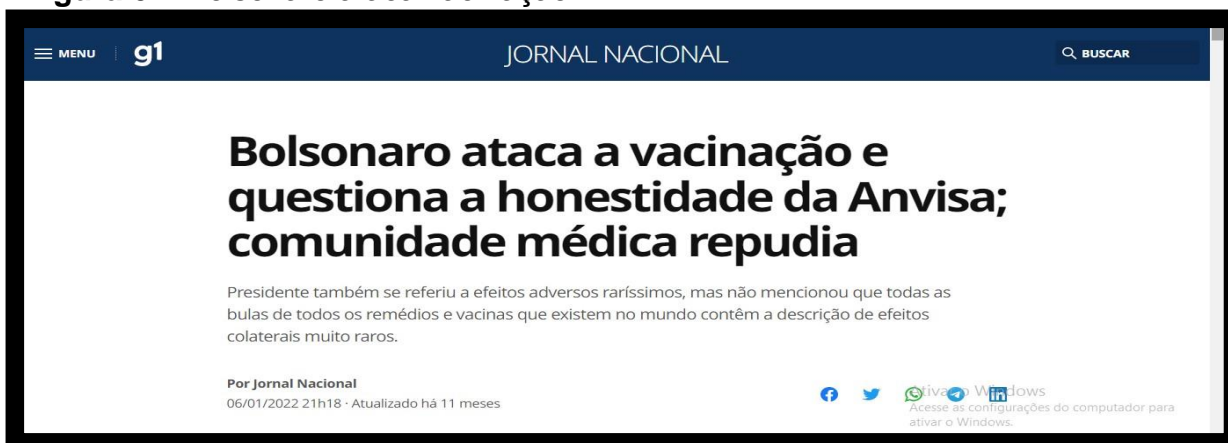 MENU g1 JORNAL NACIONAL BUSCAR
Bolsonaro ataca a vacinação e
questiona a honestidade da Anvisa;
comunidade médica repudia
Presidente também se referiu a efeitos adversos raríssimos, mas não mencionou que todas as
bulas de todos os remédios e vacinas que existem no mundo contêm a descrição de efeitos
colaterais muito raros.
Por Jornal Nacional
06/01/2022 21h18 · Atualizado há 11 meses
Ativar o Windows
Acesse as configurações do computador para
ativar o Windows.